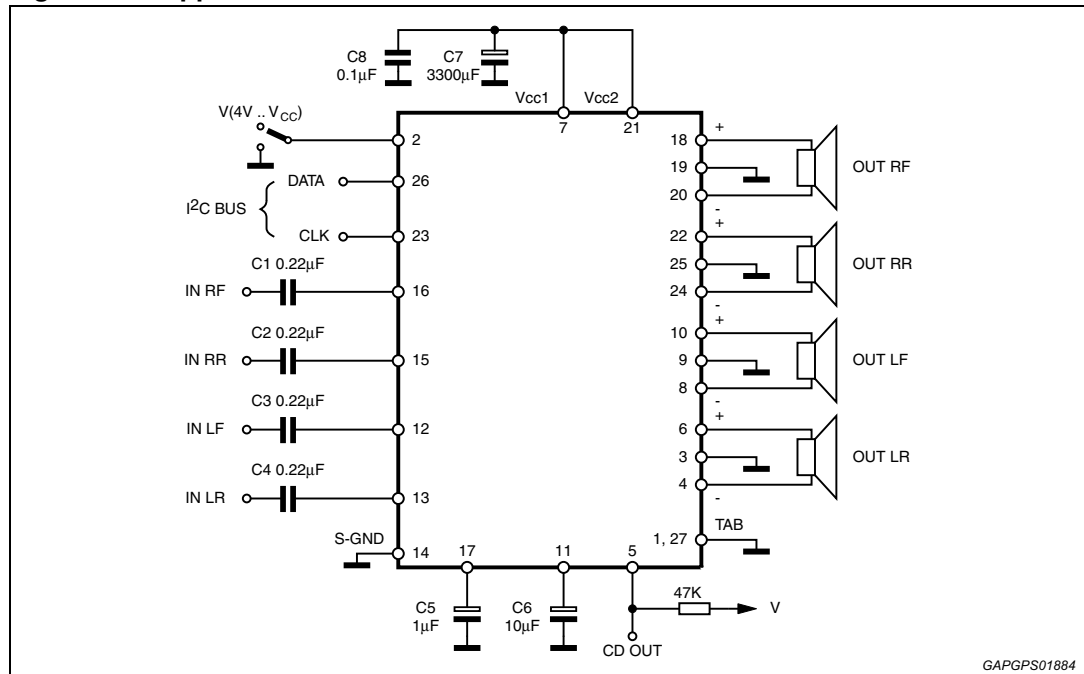 C8
0.1µF
C7
3300µF
Vcc1
Vcc2
7
21
V(4V .. VCC)
2
DATA
26
I2C BUS
CLK
23
C1 0.22µF
IN RF
16
C2 0.22µF
IN RR
15
C3 0.22µF
IN LF
12
C4 0.22µF
IN LR
13
S-GND
14
17
11
5
C5
1µF
C6
10µF
CD OUT
47K
V
18
+
19
OUT RF
20
-
+
22
25
OUT RR
24
-
+
10
9
OUT LF
8
-
+
6
3
OUT LR
4
-
1, 27
TAB
GAPGPS01884